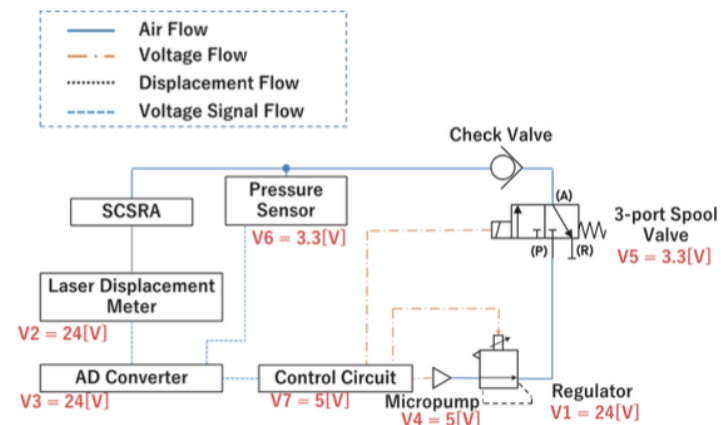 Air Flow
Voltage Flow
Displacement Flow
Voltage Signal Flow
Check Valve
Pressure
Sensor
V6 = 3.3[V]
SCSRA
(A)
3-port Spool
Valve
V5 = 3.3[V]
(P)
(R)
Laser Displacement
Meter
V2 = 24[V]
AD Converter
V3 = 24[V]
Control Circuit
V7 = 5[V]
Micropump
V4 = 5[V]
Regulator
V1 = 24[V]